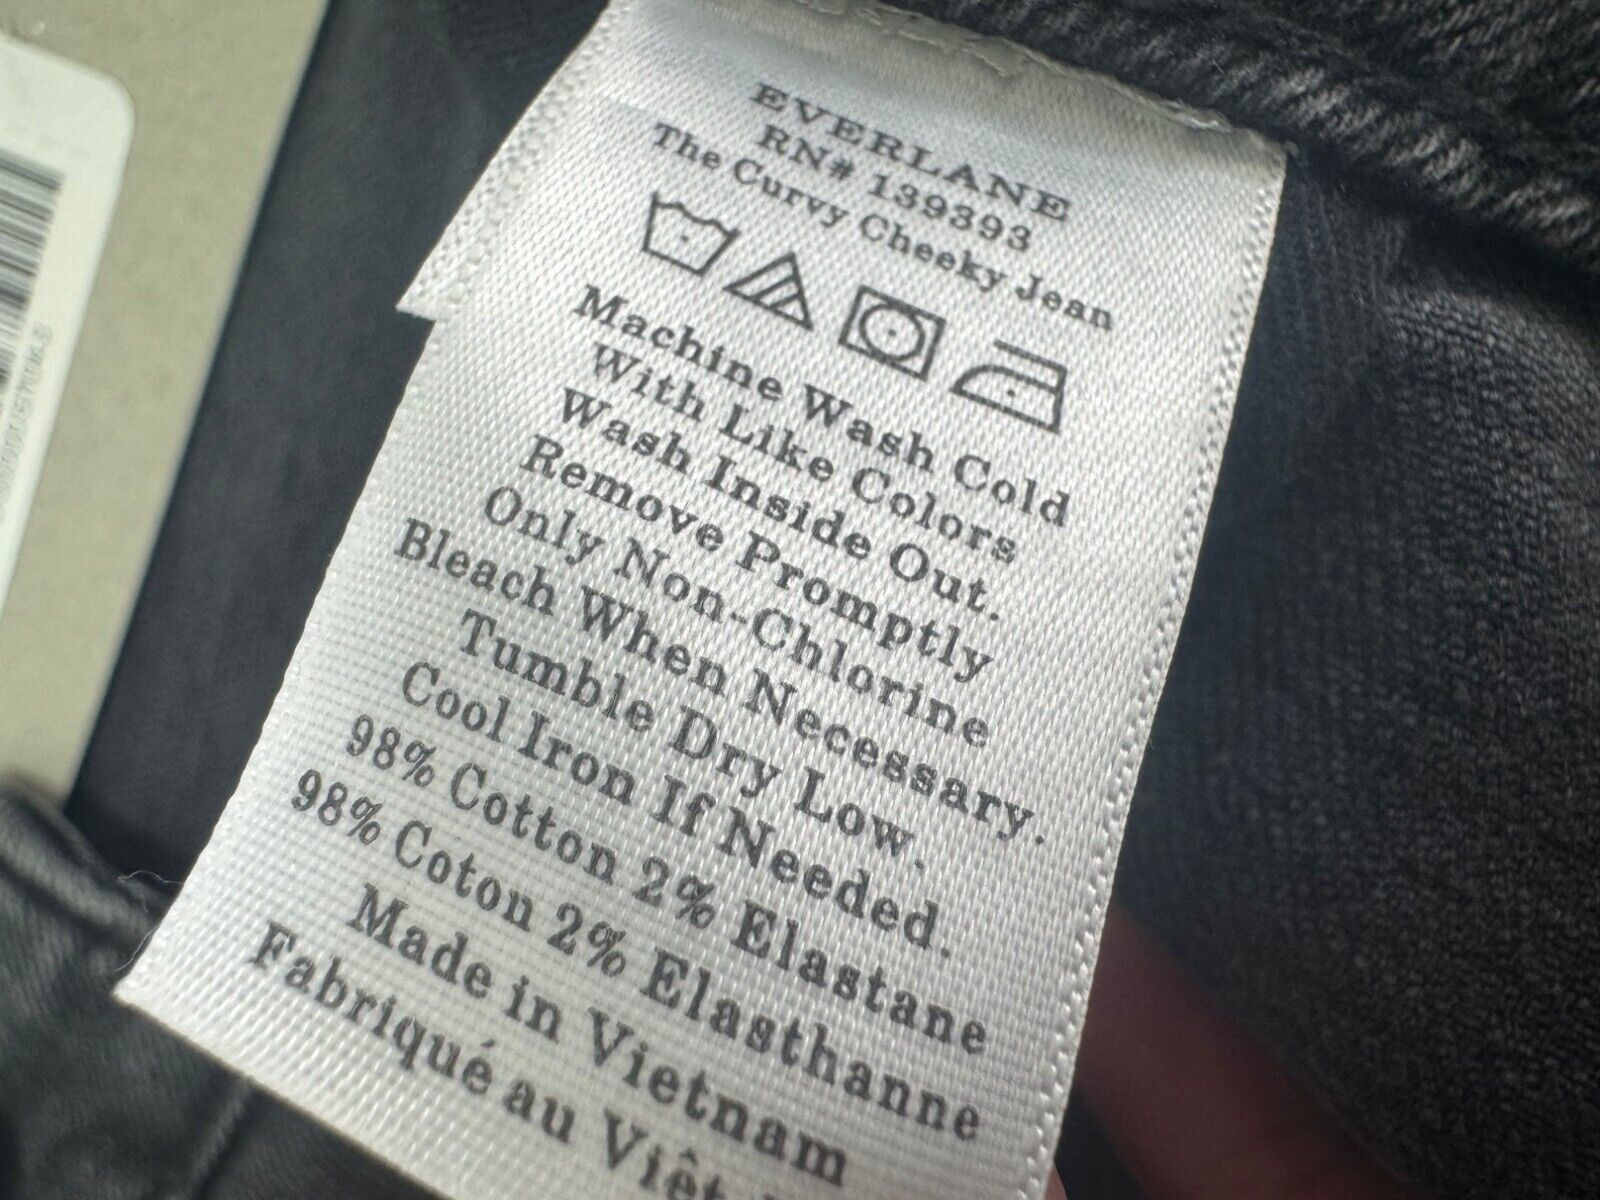 EVERLANE
RN# 139393
The Curvy Cheeky Jean
Machine Wash Cold
With Like Colors
Wash Inside Out.
Remove Promptly
Only Non-Chlorine
Bleach When Necessary.
Tumble Dry Low.
Cool Iron If Needed.
98% Cotton 2% Elastane
98% Coton 2% Elasthanne
Made in Vietnam
Fabriqué au Viêt